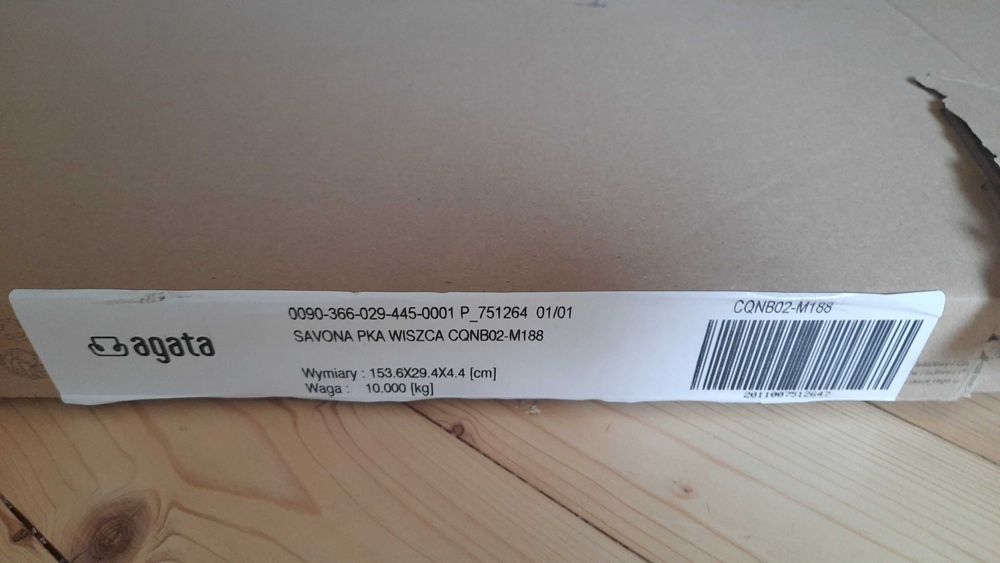 agata
0090-366-029-445-0001 P_751264 01/01
SAVONA PKA WISZCA CQNB02-M188
Wymiary : 153.6X29.4X4.4 [cm]
Waga : 10.000 [kg]
CQNB02-M188
2011007512647